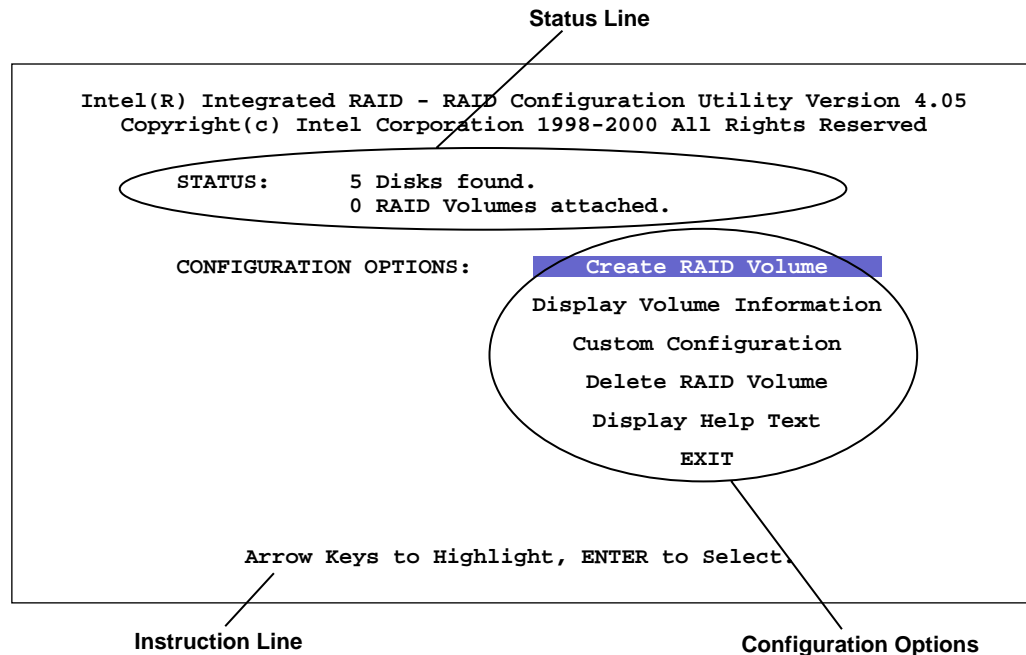 Status Line
Intel(R) Integrated RAID - RAID Configuration Utility Version 4.05
Copyright(c) Intel Corporation 1998-2000 All Rights Reserved
STATUS: 5 Disks found.
0 RAID Volumes attached.
CONFIGURATION OPTIONS: Create RAID Volume
Display Volume Information
Custom Configuration
Delete RAID Volume
Display Help Text
EXIT
Arrow Keys to Highlight, ENTER to Select.
Instruction Line
Configuration Options